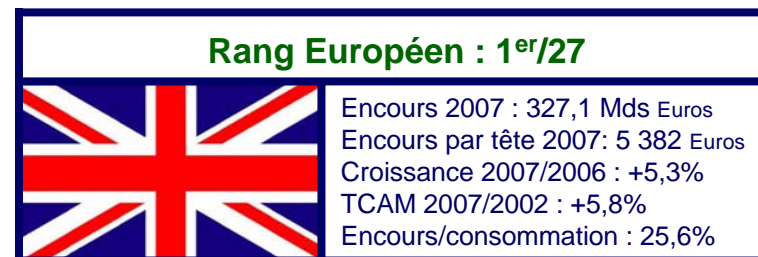 Rang Européen : 1er/27
Encours 2007 : 327,1 Mds Euros
Encours par tête 2007: 5 382 Euros
Croissance 2007/2006 : +5,3%
TCAM 2007/2002 : +5,8%
Encours/consommation : 25,6%